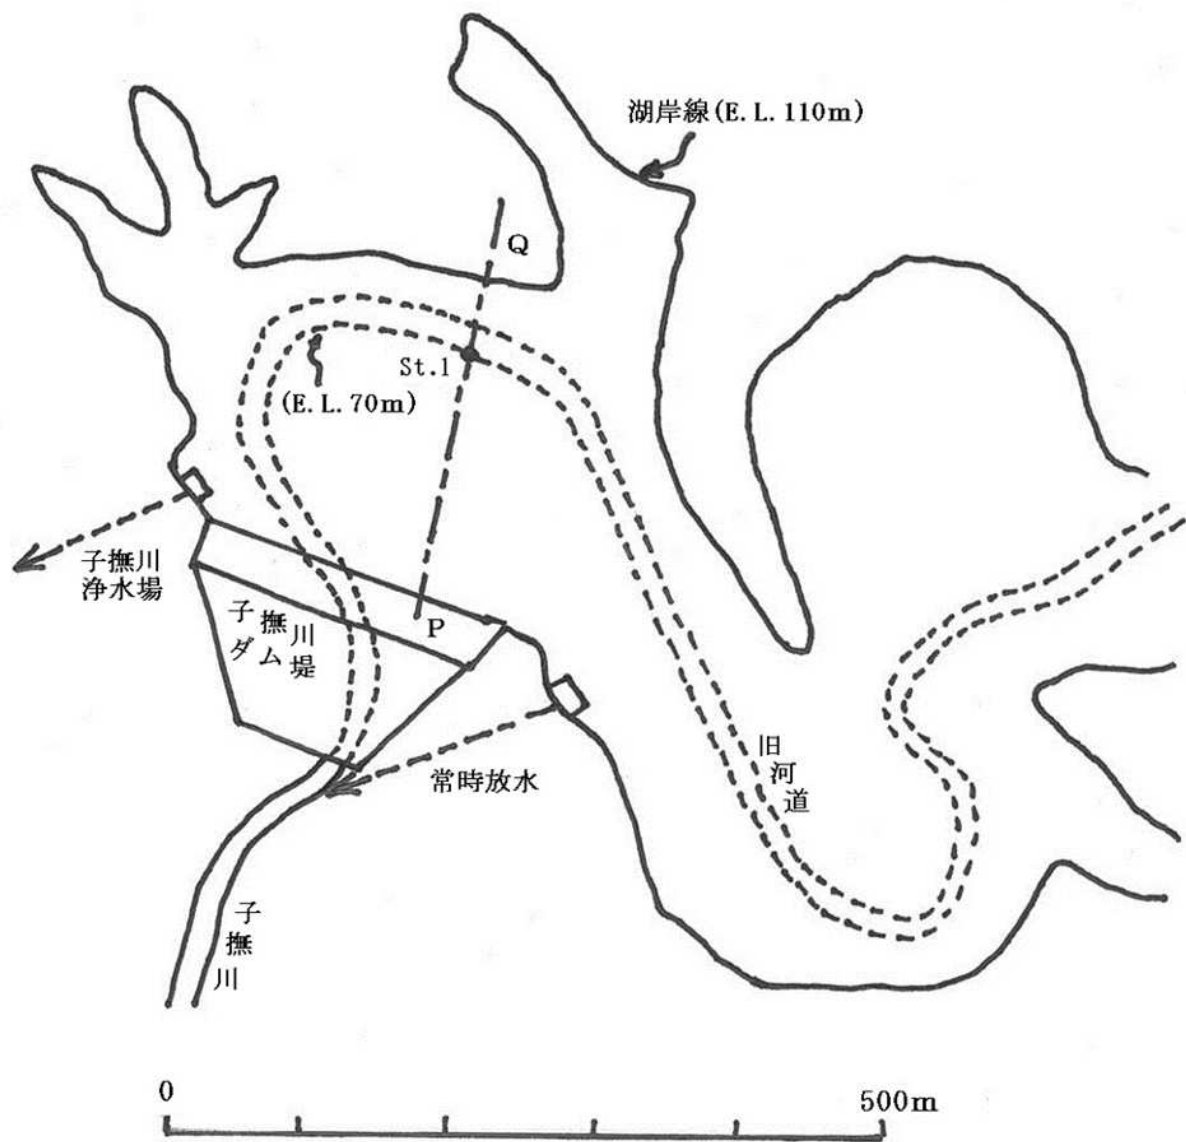 湖岸線(E.L.110m)
Q
St.1
(E.L.70m)
子撫川
浄水場
子撫川
ダム堤
P
旧河道
常時放水
子撫川
0
500m